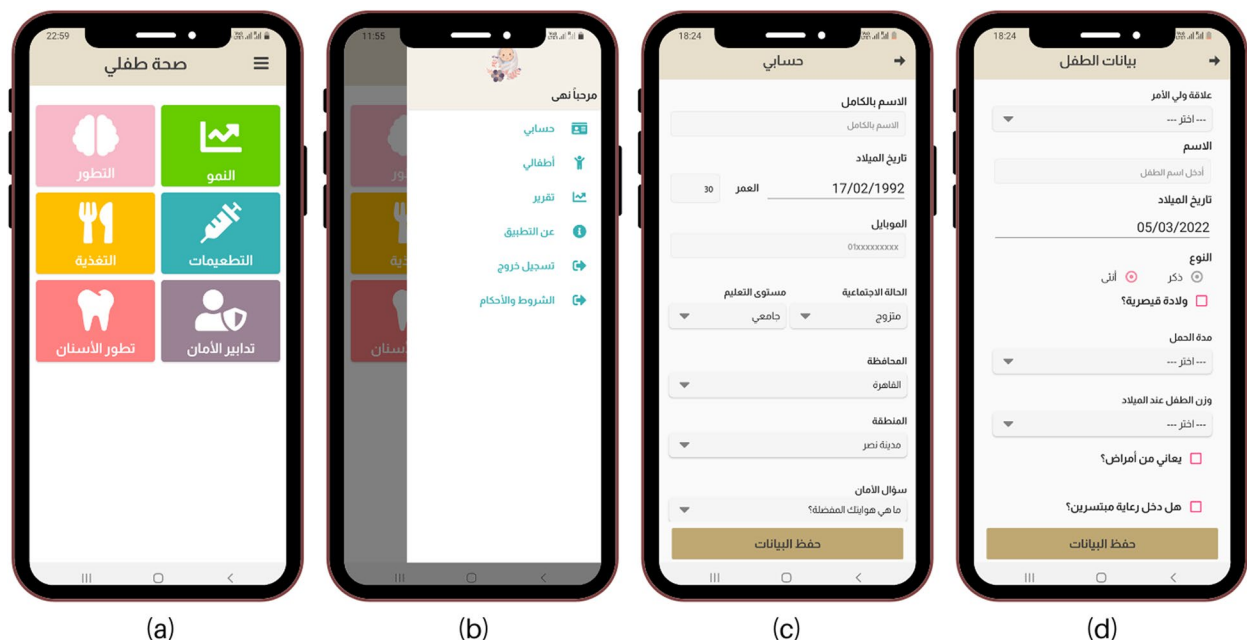 22:59
صحة طفلي
النمو
التطور
التطعيمات
التغذية
تدابير الأمان
تطور الأسنان
(a)
11:55
مرحباً نهى
حسابي
أطفالي
تقرير
عن التطبيق
تسجيل خروج
الشروط والأحكام
(b)
18:24
حسابي
الاسم بالكامل
الاسم بالكامل
تاريخ الميلاد
17/02/1992 العمر 30
الموبايل
01xxxxxxxxx
الحالة الاجتماعية مستوى التعليم
متزوج جامعي
المحافظة
القاهرة
المنطقة
مدينة نصر
سؤال الأمان
ما هي هوايتك المفضلة؟
حفظ البيانات
(c)
18:24
بيانات الطفل
علاقة ولي الأمر
--- اختر ---
الاسم
أدخل اسم الطفل
تاريخ الميلاد
05/03/2022
النوع
ذكر أنثى
ولادة قيصرية؟
مدة الحمل
--- اختر ---
وزن الطفل عند الميلاد
--- اختر ---
يعاني من أمراض؟
هل دخل رعاية مبتسرين؟
حفظ البيانات
(d)